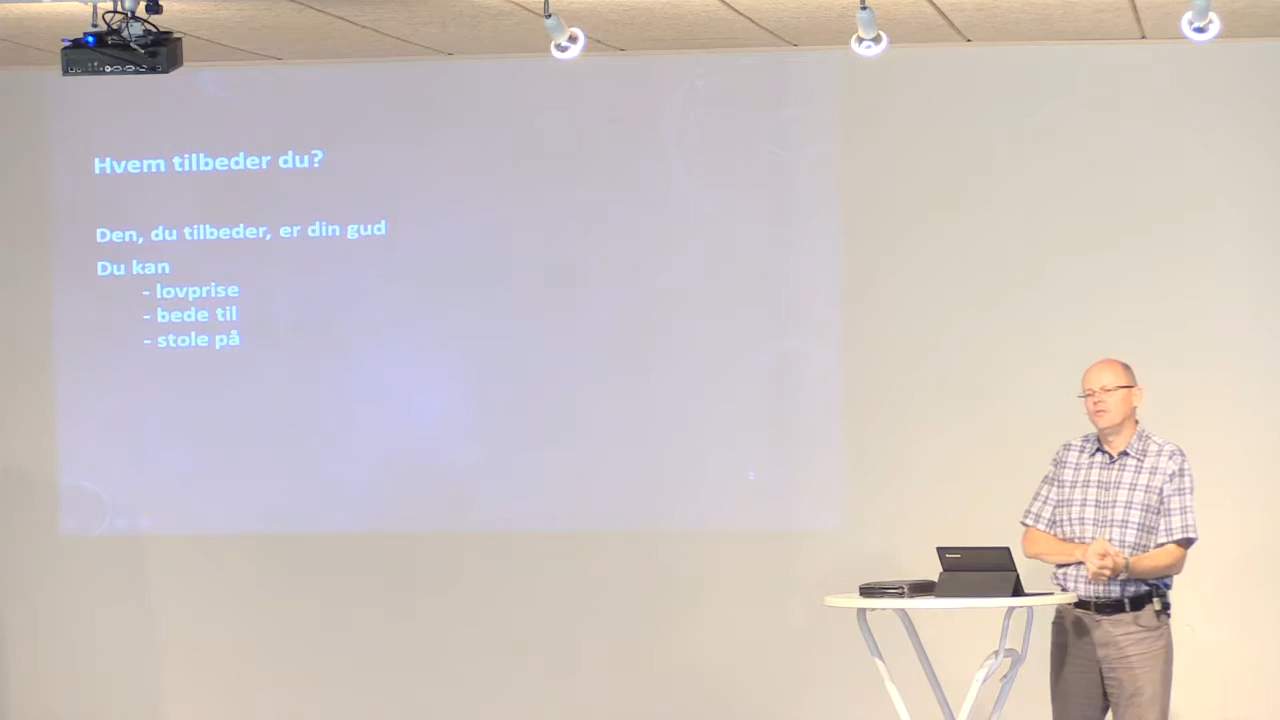 Hvem tilbeder du?
Den, du tilbeder, er din gud
Du kan
- lovprise
- bede til
- stole på